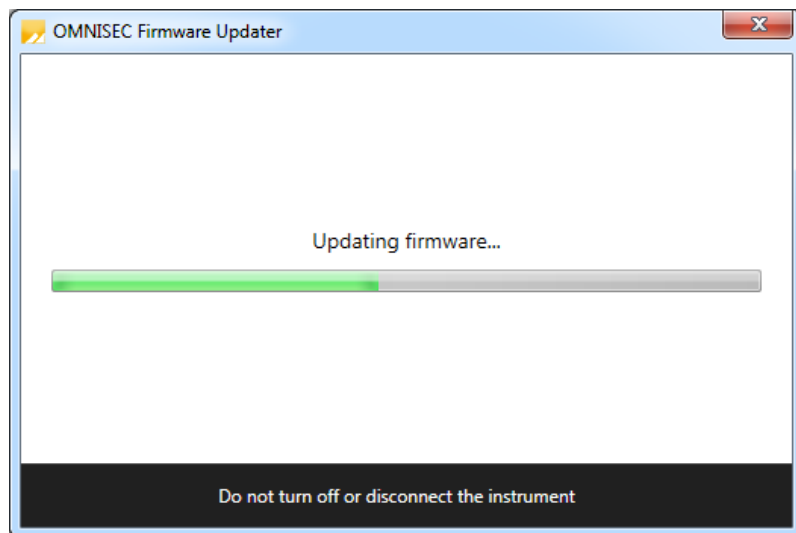 OMNISEC Firmware Updater
Updating firmware...
Do not turn off or disconnect the instrument